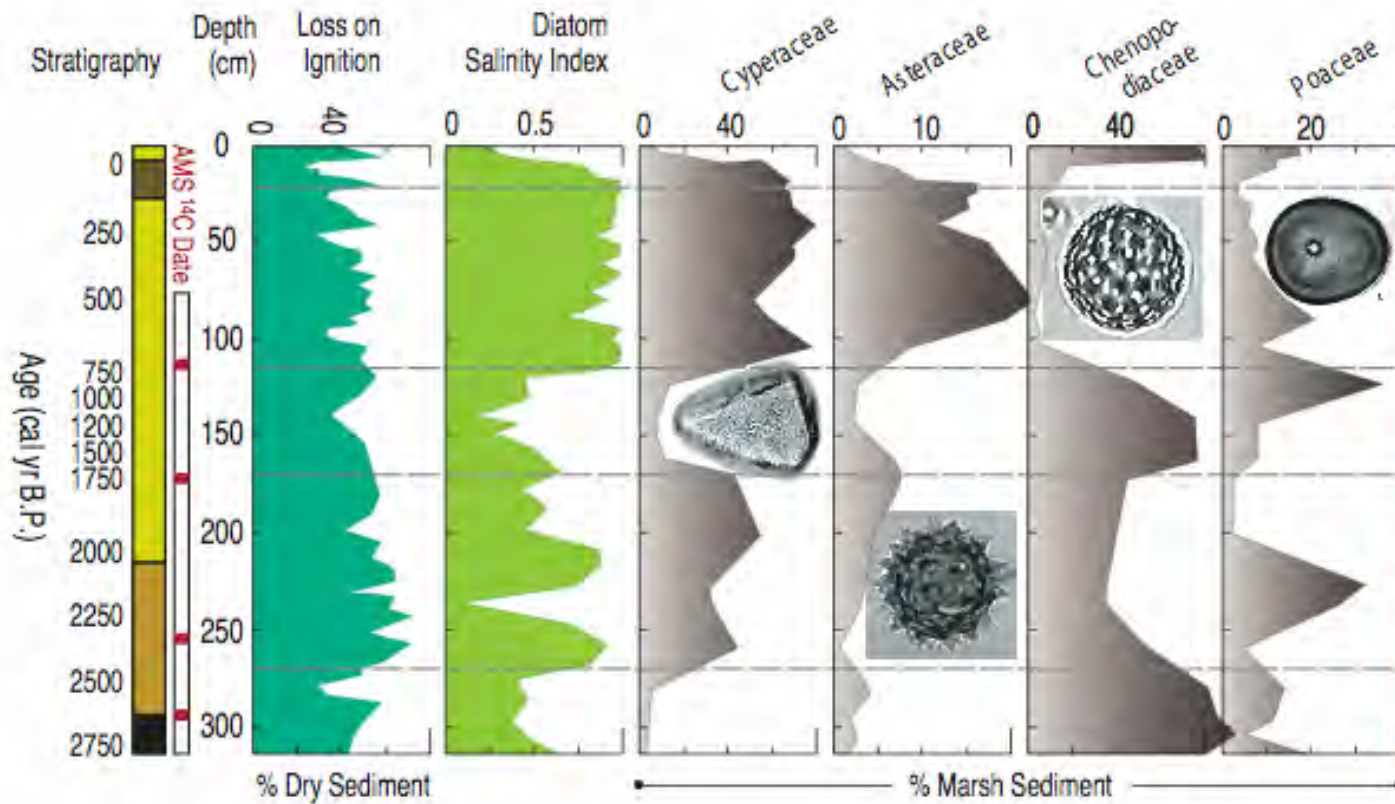 Stratigraphy
Depth
(cm)
Loss on
Ignition
Diatom
Salinity Index
Cyperaceae
Asteraceae
Chenopo-
diaceae
Poaceae
0 40
0 0.5
0 40
0 10
0 40
0 20
Age (cal yr B.P.)
0
250
500
750
1000
1200
1500
1750
2000
2250
2500
2750
AMS 14C Date
0
50
100
150
200
250
300
% Dry Sediment
% Marsh Sediment